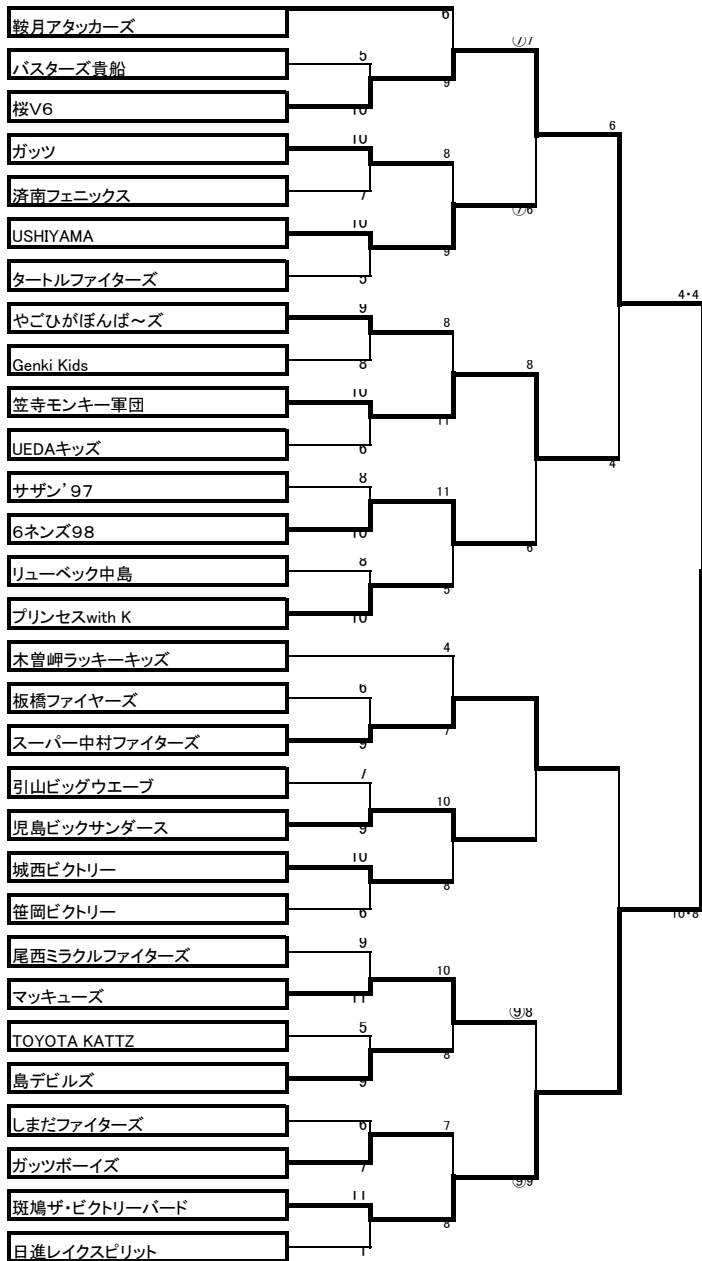 鞍月アタッカーズ
6
⑦7
バスターズ貴船
5
9
桜V6
10
6
ガッツ
10
8
済南フェニックス
7
⑦6
USHIYAMA
10
9
タートルファイターズ
5
4・4
やごひがぼんば～ズ
9
8
Genki Kids
8
8
笠寺モンキー軍団
10
11
UEDAキッズ
6
4
サザン’97
8
11
6ネンズ98
10
6
リューベック中島
8
5
プリンセスwith K
10
木曽岬ラッキーキッズ
4
板橋ファイヤーズ
6
7
スーパー中村ファイターズ
9
引山ビッグウエーブ
7
10
児島ビックサンダース
9
城西ビクトリー
10
8
笹岡ビクトリー
6
10・8
尾西ミラクルファイターズ
9
10
マッキューズ
11
⑨8
TOYOTA KATTZ
5
8
島デビルズ
9
しまだファイターズ
6
7
ガッツボーイズ
7
⑨9
斑鳩ザ・ビクトリーバード
11
8
日進レイクスピリット
1